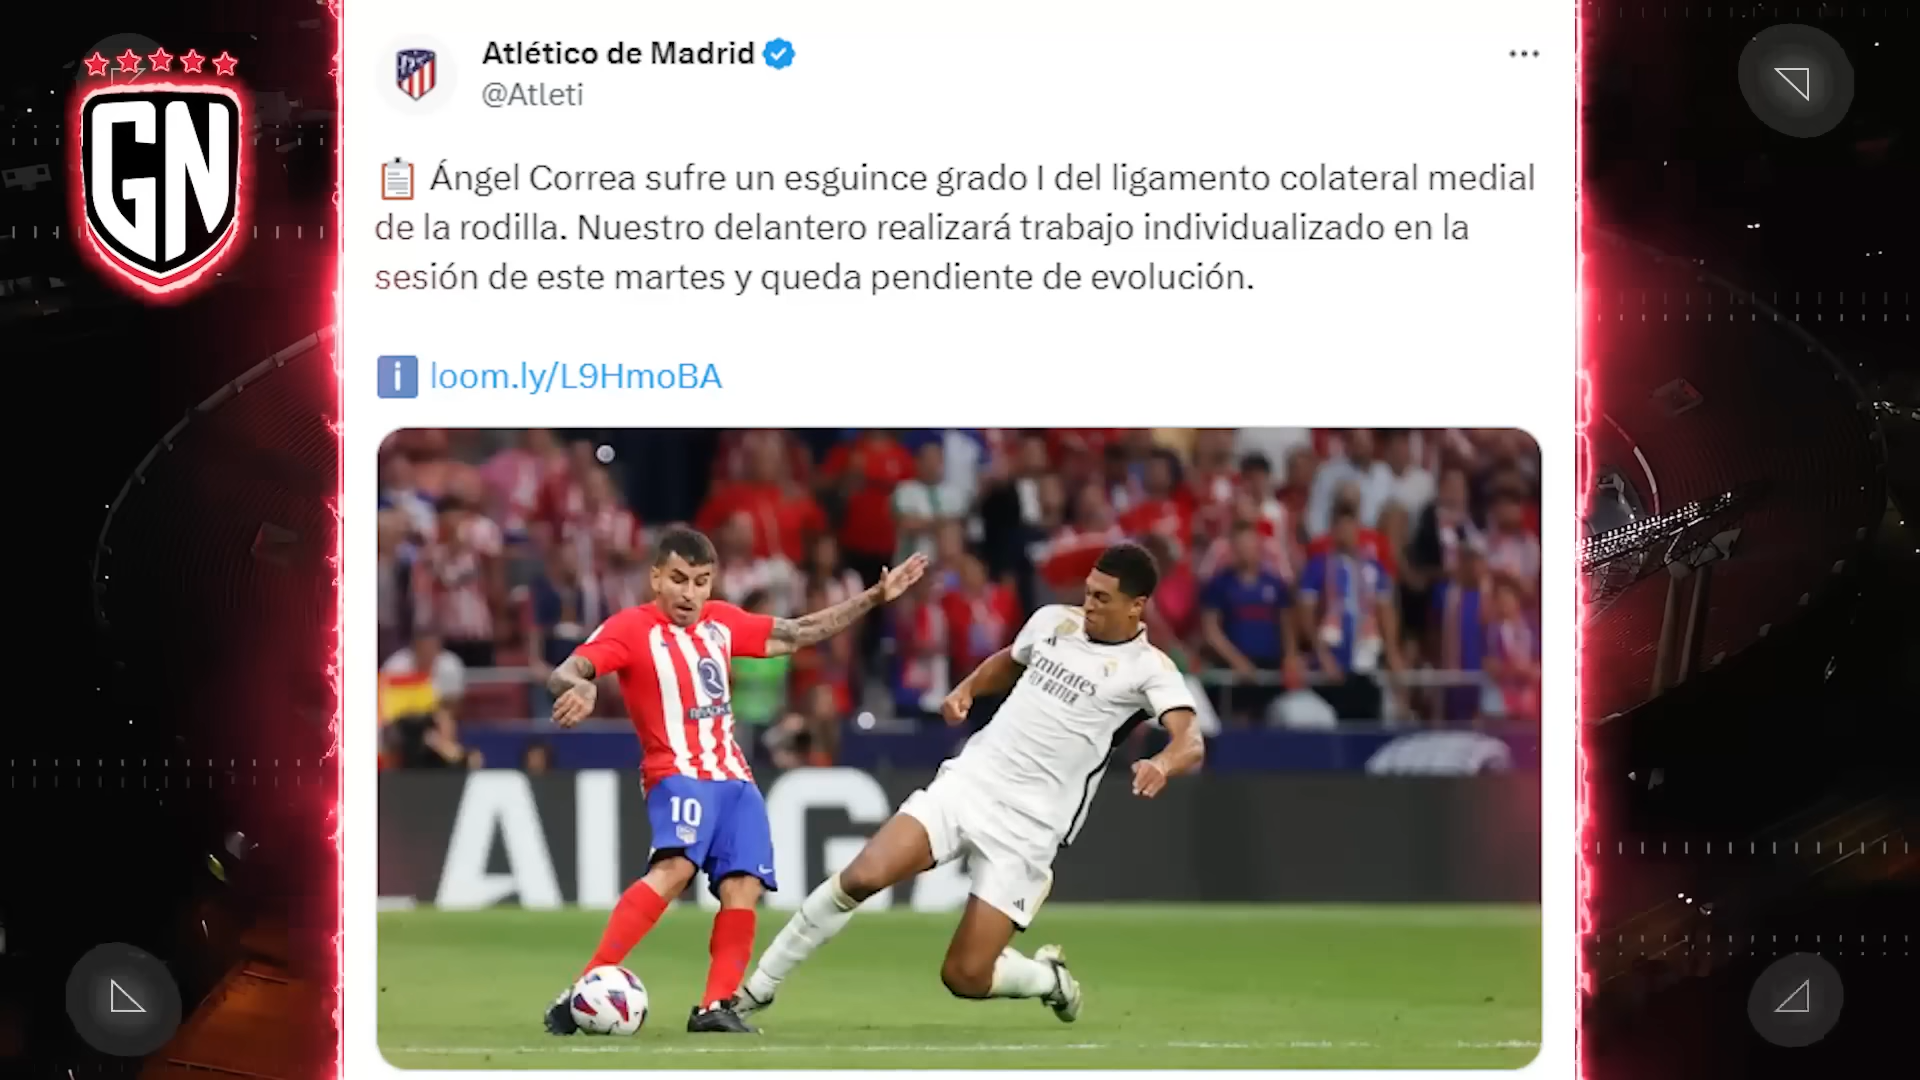 GN
Atlético de Madrid
@Atleti
Ángel Correa sufre un esguince grado I del ligamento colateral medial
de la rodilla. Nuestro delantero realizará trabajo individualizado en la
sesión de este martes y queda pendiente de evolución.
loom.ly/L9HmoBA
Emirates
FLY BETTER
10